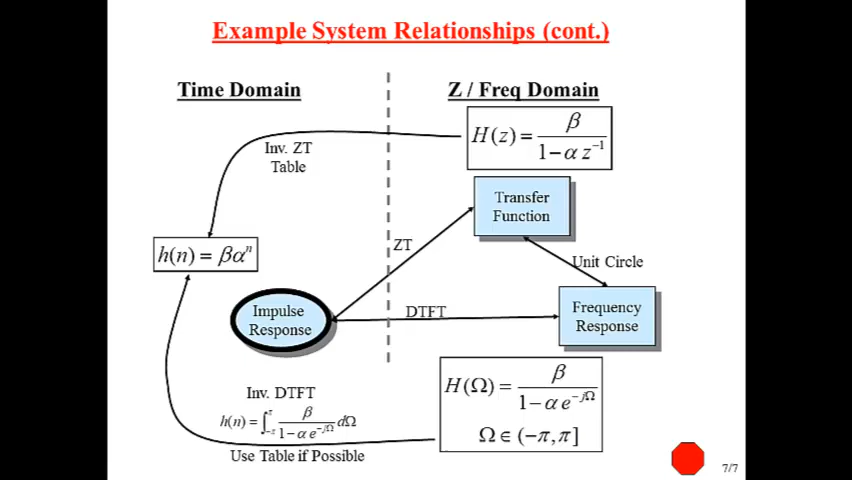 Example System Relationships (cont.)
Time Domain
Z / Freq Domain
H(z) = β / (1 − α z⁻¹)
Inv. ZT
Table
Transfer
Function
ZT
h(n) = βαⁿ
Unit Circle
Impulse
Response
DTFT
Frequency
Response
H(Ω) = β / (1 − α e^(−jΩ))
Ω ∈ (−π, π]
Inv. DTFT
h(n) = ∫_(−π)^π β / (1 − α e^(−jΩ)) dΩ
Use Table if Possible
7/7